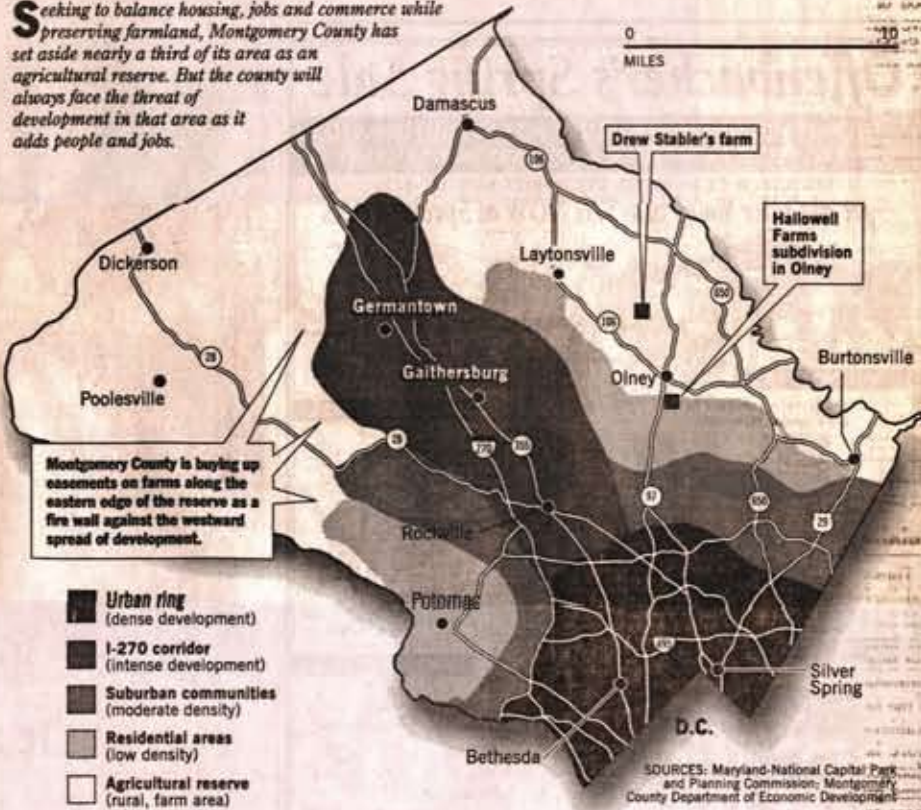 Seeking to balance housing, jobs and commerce while
preserving farmland, Montgomery County has
set aside nearly a third of its area as an
agricultural reserve. But the county will
always face the threat of
development in that area as it
adds people and jobs.
0 10
MILES
Damascus
Drew Stabler's farm
108
Hallowell
Farms
subdivision
in Olney
Dickerson
Laytonsville
650
Germantown
108
28
Gaithersburg
Olney
Burtonsville
Poolesville
28
270
355
Montgomery County is buying up
easements on farms along the
eastern edge of the reserve as a
fire wall against the westward
spread of development.
97
650
29
Rockville
Urban ring
(dense development)
Potomac
I-270 corridor
(intense development)
495
Suburban communities
(moderate density)
Silver
Spring
Residential areas
(low density)
D.C.
Bethesda
Agricultural reserve
(rural, farm area)
SOURCES: Maryland-National Capital Park
and Planning Commission; Montgomery
County Department of Economic Development